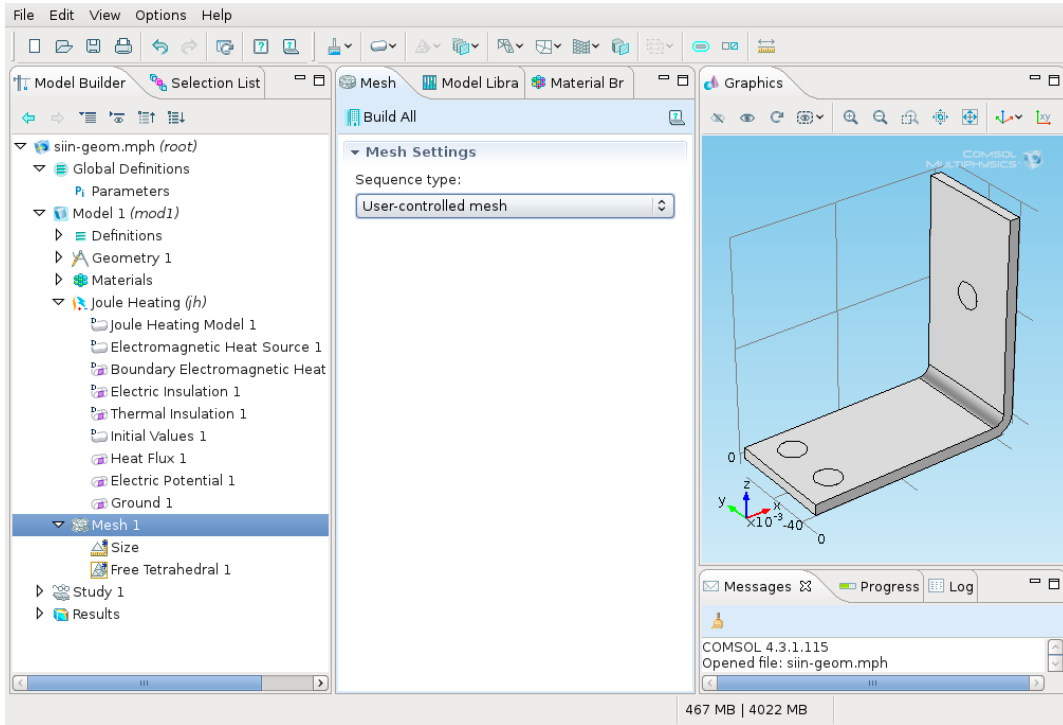 File Edit View Options Help
Model Builder Selection List
siin-geom.mph (root)
Global Definitions
Pi Parameters
Model 1 (mod1)
Definitions
Geometry 1
Materials
Joule Heating (jh)
Joule Heating Model 1
Electromagnetic Heat Source 1
Boundary Electromagnetic Heat
Electric Insulation 1
Thermal Insulation 1
Initial Values 1
Heat Flux 1
Electric Potential 1
Ground 1
Mesh 1
Size
Free Tetrahedral 1
Study 1
Results
Mesh Model Libra Material Br
Build All
Mesh Settings
Sequence type:
User-controlled mesh
Graphics
COMSOL
MULTIPHYSICS
0
z
y
x
×10⁻³
-40
0
Messages Progress Log
COMSOL 4.3.1.115
Opened file: siin-geom.mph
467 MB | 4022 MB